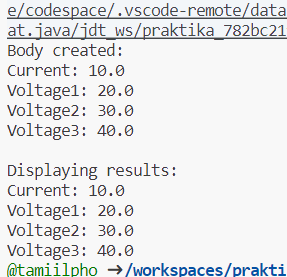 e/codespace/.vscode-remote/data
at.java/jdt_ws/praktika_782bc21
Body created:
Current: 10.0
Voltage1: 20.0
Voltage2: 30.0
Voltage3: 40.0
Displaying results:
Current: 10.0
Voltage1: 20.0
Voltage2: 30.0
Voltage3: 40.0
@tamiilpho ➜/workspaces/prakti